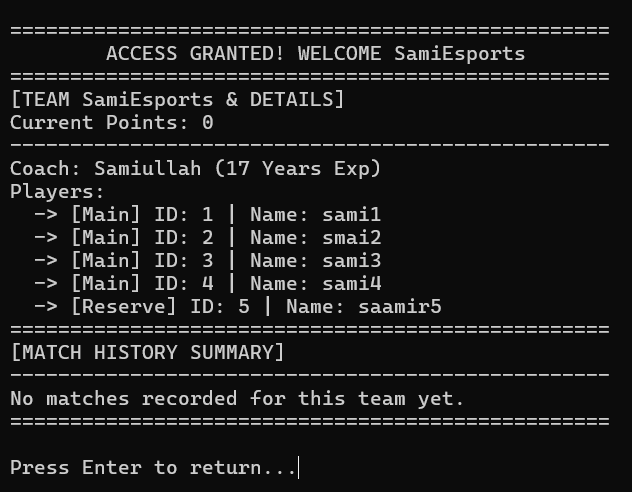 ==================================================
        ACCESS GRANTED! WELCOME SamiEsports
==================================================
[TEAM SamiEsports & DETAILS]
Current Points: 0
--------------------------------------------------
Coach: Samiullah (17 Years Exp)
Players:
  -> [Main] ID: 1 | Name: sami1
  -> [Main] ID: 2 | Name: smai2
  -> [Main] ID: 3 | Name: sami3
  -> [Main] ID: 4 | Name: sami4
  -> [Reserve] ID: 5 | Name: saamir5
==================================================
[MATCH HISTORY SUMMARY]
--------------------------------------------------
No matches recorded for this team yet.
==================================================

Press Enter to return...